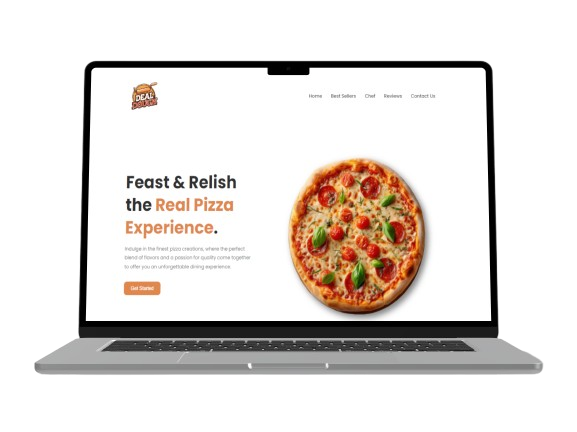 IDEAL
DOUGH
Home Best Sellers Chef Reviews Contact Us
Feast & Relish
the Real Pizza
Experience.
Indulge in the finest pizza creations, where the perfect
blend of flavors and a passion for quality come together
to offer you an unforgettable dining experience.
Get Started